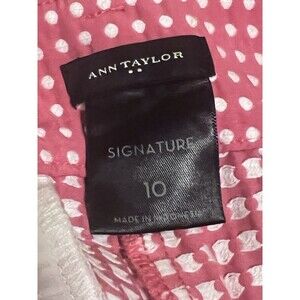 ANN TAYLOR
SIGNATURE
10
MADE IN INDONESIA